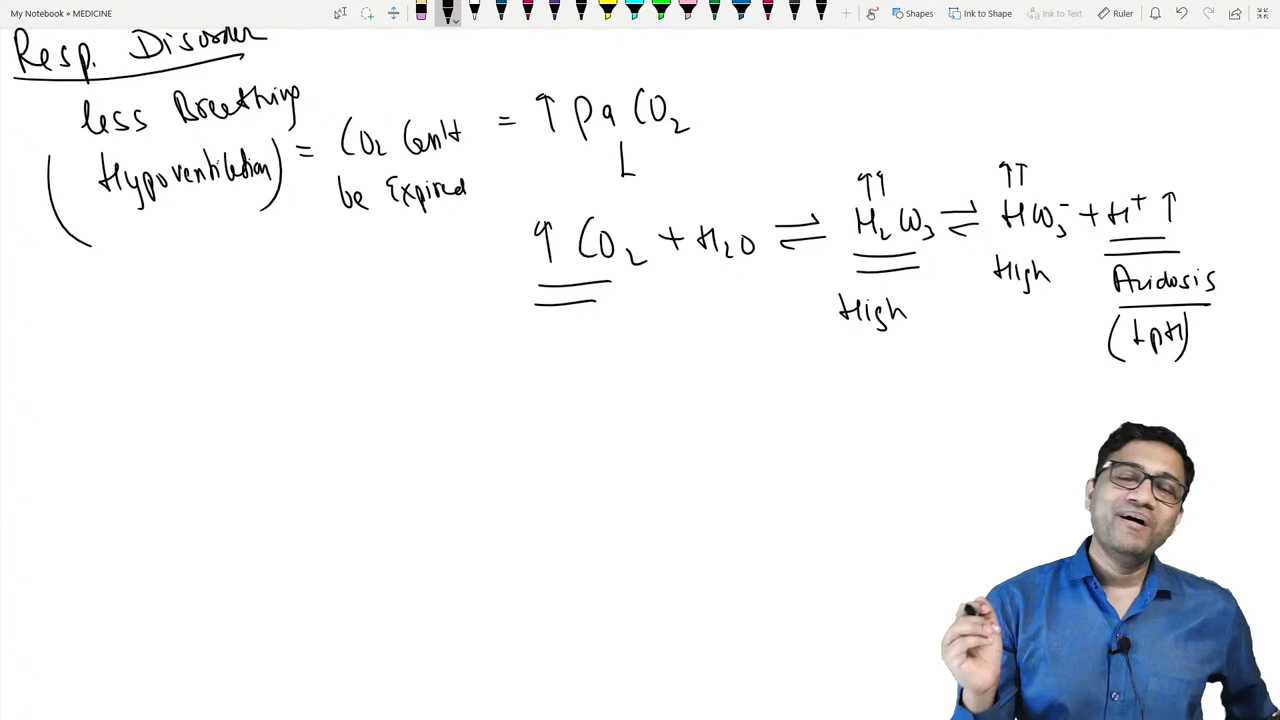 My Notebook » MEDICINE
Shapes Ink to Shape Ink to Text Ruler
Resp. Disorder
less Breathing
(Hypoventilation) = CO₂ Can't be Expired = ↑ paCO₂
↑ CO₂ + H₂O ⇌ ↑↑ H₂CO₃ ⇌ ↑↑ HCO₃⁻ + H⁺ ↑
High
High
Acidosis
(↓pH)